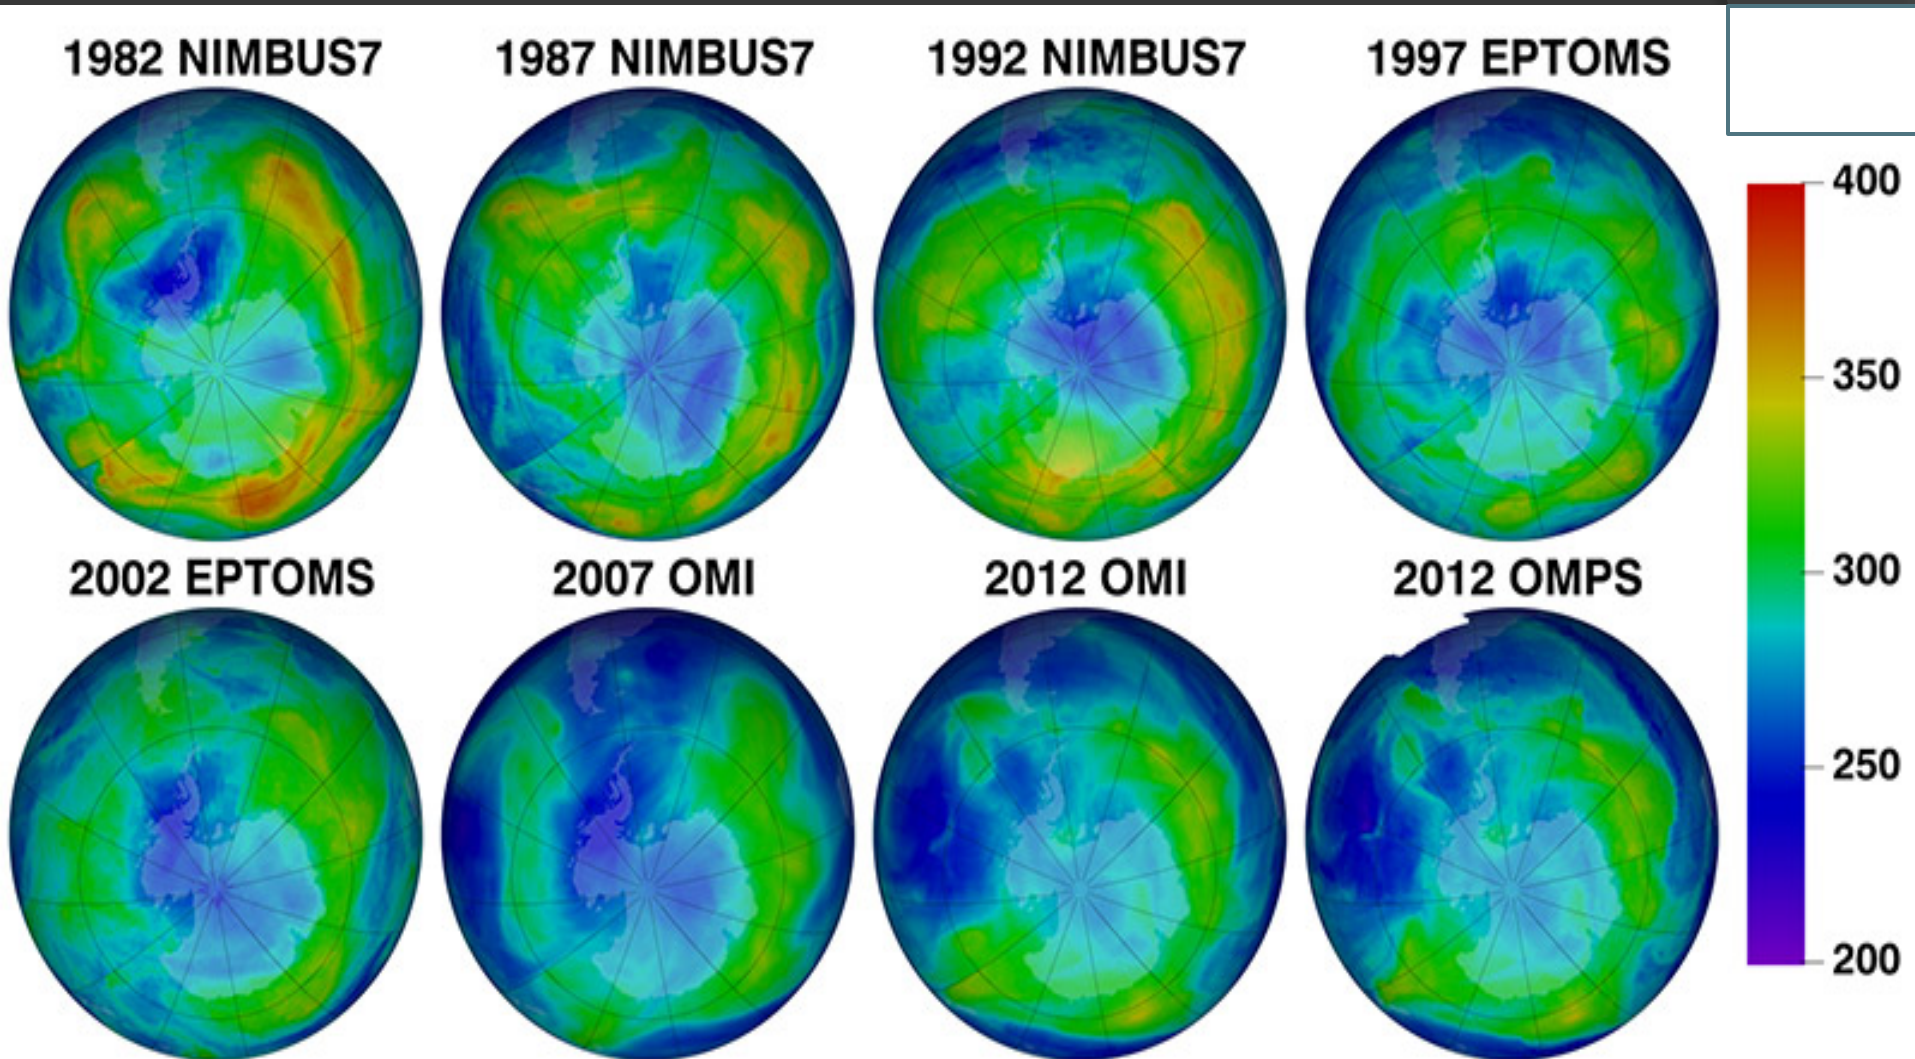 1982 NIMBUS7
1987 NIMBUS7
1992 NIMBUS7
1997 EPTOMS
2002 EPTOMS
2007 OMI
2012 OMI
2012 OMPS
400
350
300
250
200